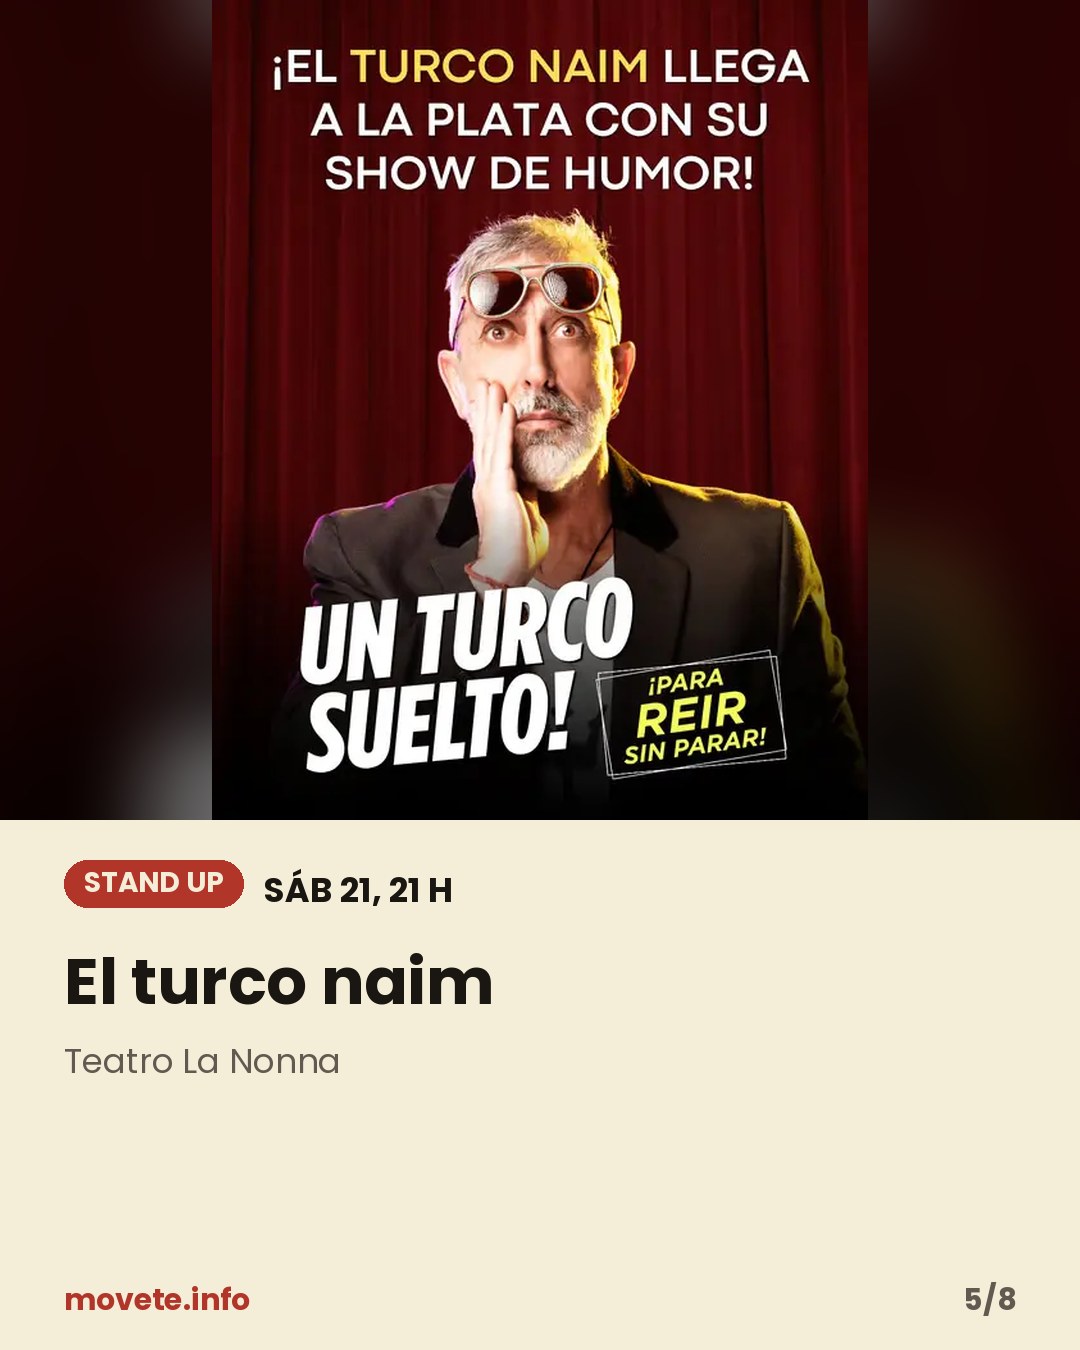 ¡EL TURCO NAIM LLEGA
A LA PLATA CON SU
SHOW DE HUMOR!
UN TURCO
SUELTO!
¡PARA
REIR
SIN PARAR!
STAND UP SÁB 21, 21 H
El turco naim
Teatro La Nonna
movete.info 5/8